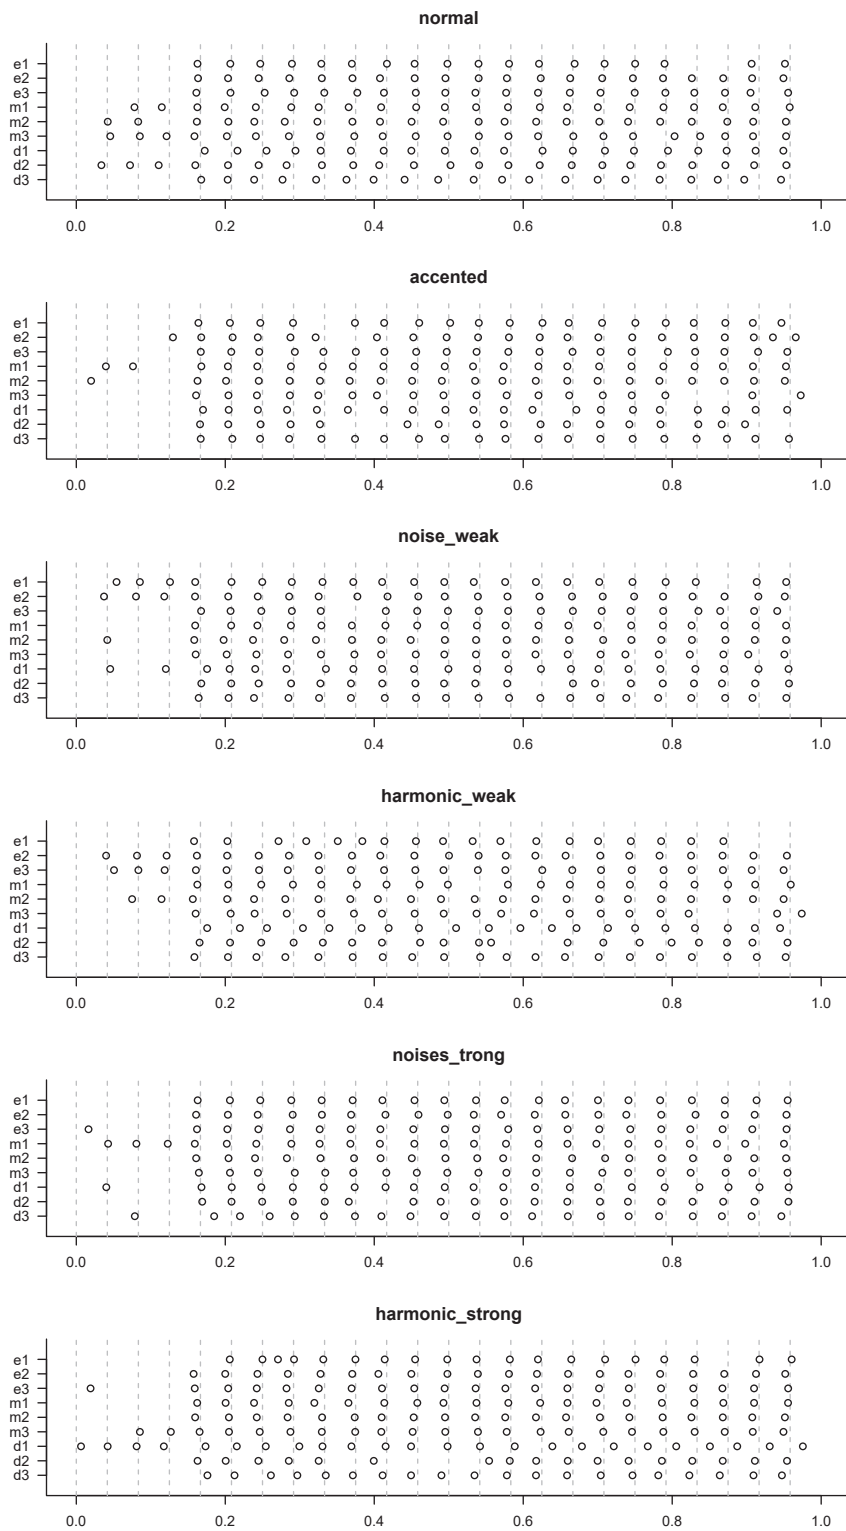 normal
e1
e2
e3
m1
m2
m3
d1
d2
d3
0.0 0.2 0.4 0.6 0.8 1.0
accented
e1
e2
e3
m1
m2
m3
d1
d2
d3
0.0 0.2 0.4 0.6 0.8 1.0
noise_weak
e1
e2
e3
m1
m2
m3
d1
d2
d3
0.0 0.2 0.4 0.6 0.8 1.0
harmonic_weak
e1
e2
e3
m1
m2
m3
d1
d2
d3
0.0 0.2 0.4 0.6 0.8 1.0
noises_trong
e1
e2
e3
m1
m2
m3
d1
d2
d3
0.0 0.2 0.4 0.6 0.8 1.0
harmonic_strong
e1
e2
e3
m1
m2
m3
d1
d2
d3
0.0 0.2 0.4 0.6 0.8 1.0